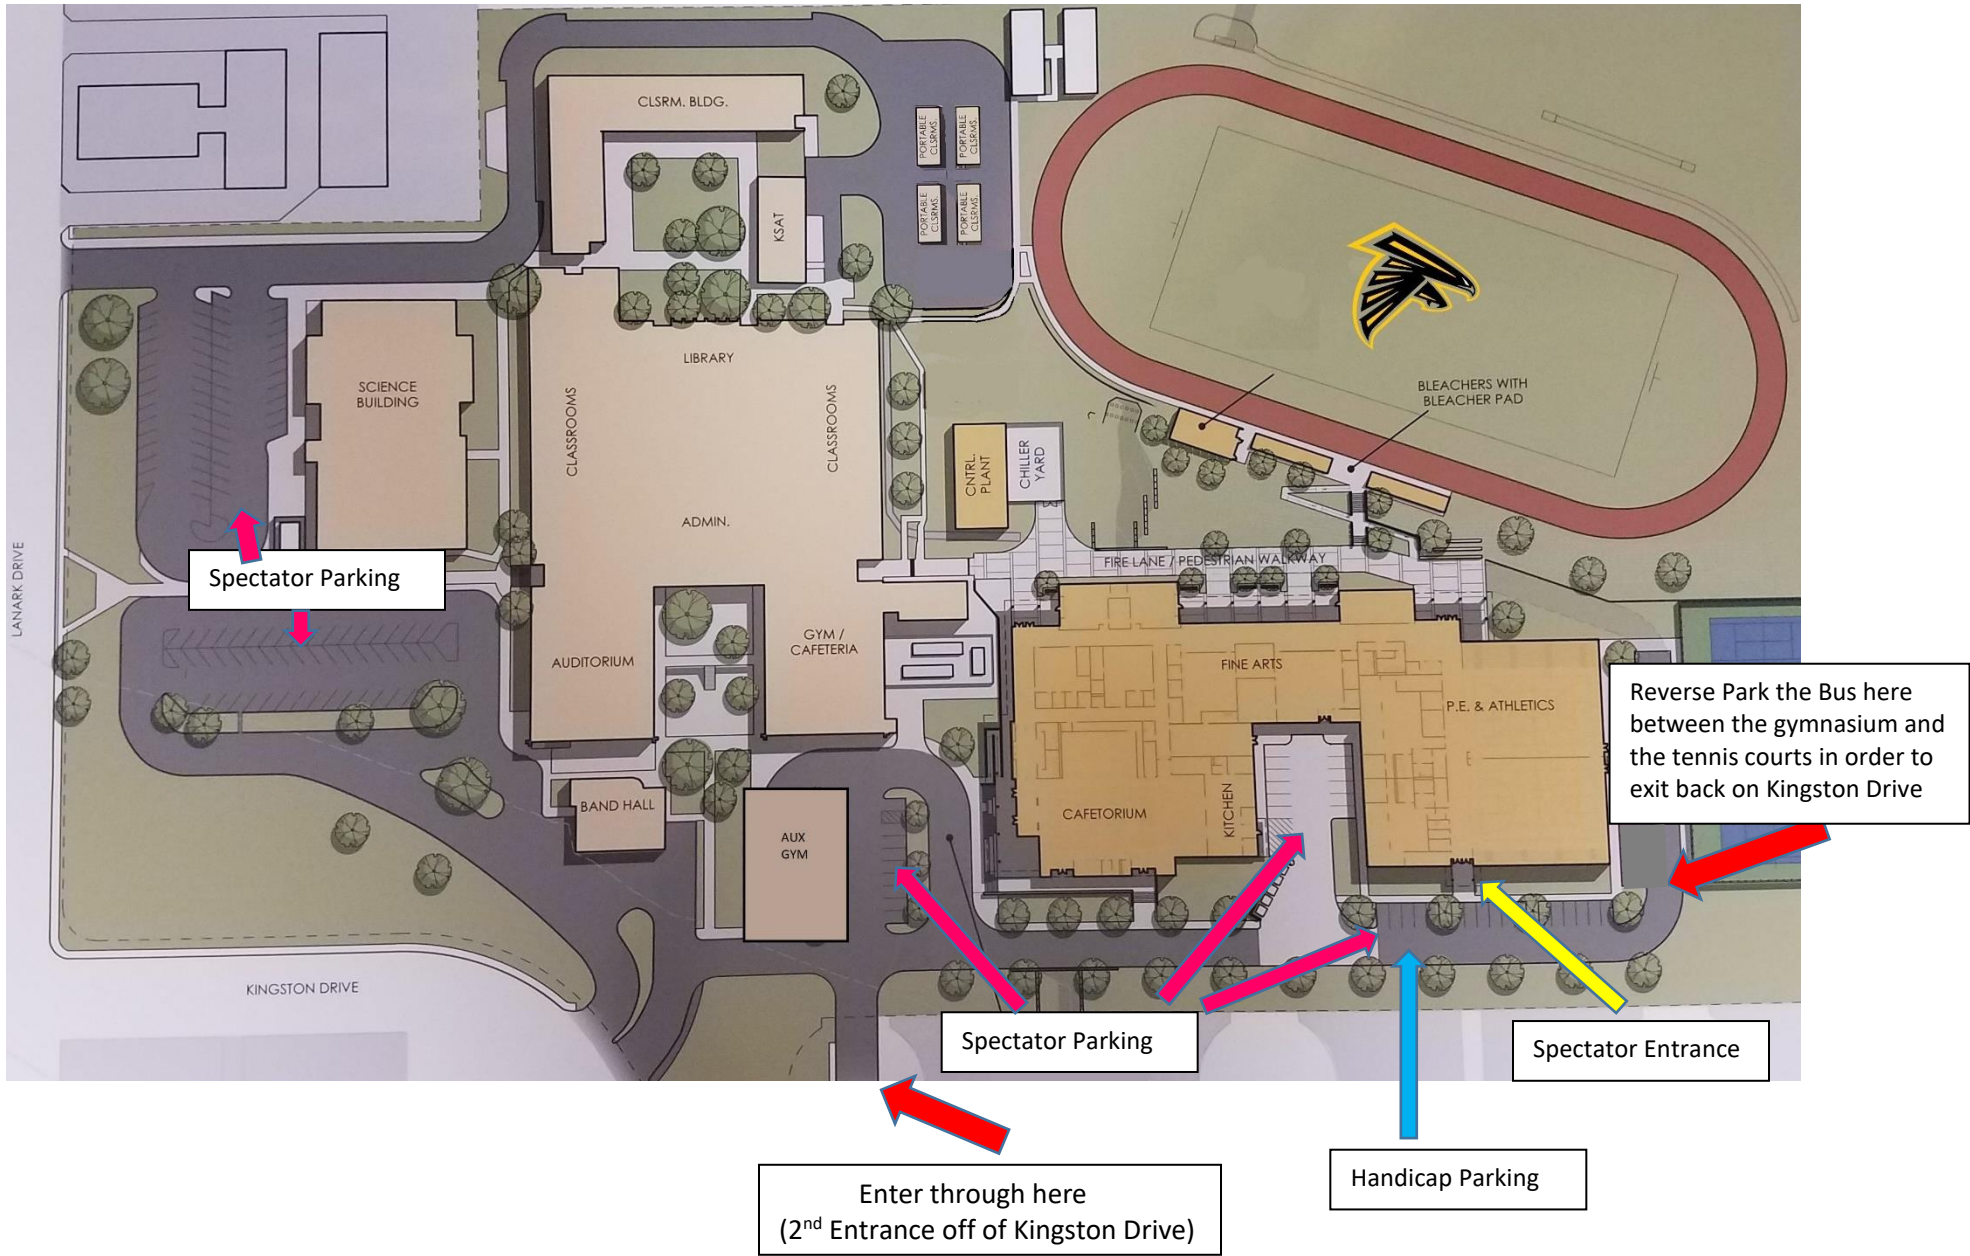 CLSRM. BLDG.
PORTABLE
CLSRMS.
PORTABLE
CLSRMS.
PORTABLE
CLSRMS.
PORTABLE
CLSRMS.
KSAT
LIBRARY
SCIENCE
BUILDING
CLASSROOMS
CLASSROOMS
BLEACHERS WITH
BLEACHER PAD
CNTRL.
PLANT
CHILLER
YARD
ADMIN.
LANARK DRIVE
Spectator Parking
FIRE LANE / PEDESTRIAN WALKWAY
GYM /
CAFETERIA
AUDITORIUM
FINE ARTS
P.E. & ATHLETICS
Reverse Park the Bus here
between the gymnasium and
the tennis courts in order to
exit back on Kingston Drive
BAND HALL
AUX
GYM
CAFETORIUM
KITCHEN
KINGSTON DRIVE
Spectator Parking
Spectator Entrance
Handicap Parking
Enter through here
(2nd Entrance off of Kingston Drive)